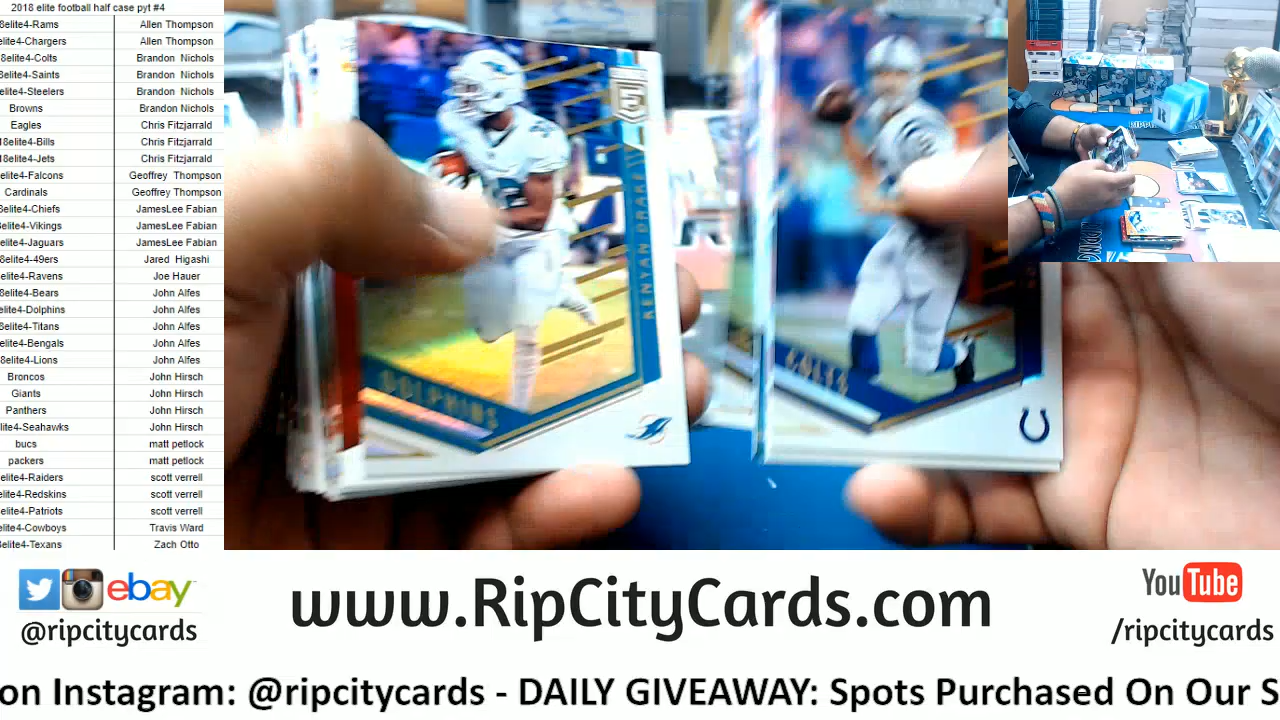 2018 elite football half case pyt #4
8elite4-Rams Allen Thompson
elite4-Chargers Allen Thompson
8elite4-Colts Brandon Nichols
8elite4-Saints Brandon Nichols
elite4-Steelers Brandon Nichols
Browns Brandon Nichols
Eagles Chris Fitzjarrald
18elite4-Bills Chris Fitzjarrald
18elite4-Jets Chris Fitzjarrald
elite4-Falcons Geoffrey Thompson
Cardinals Geoffrey Thompson
elite4-Chiefs JamesLee Fabian
elite4-Vikings JamesLee Fabian
elite4-Jaguars JamesLee Fabian
8elite4-49ers Jared Higashi
elite4-Ravens Joe Hauer
8elite4-Bears John Alfes
elite4-Dolphins John Alfes
8elite4-Titans John Alfes
elite4-Bengals John Alfes
8elite4-Lions John Alfes
Broncos John Hirsch
Giants John Hirsch
Panthers John Hirsch
lite4-Seahawks John Hirsch
bucs matt petlock
packers matt petlock
elite4-Raiders scott verrell
elite4-Redskins scott verrell
elite4-Patriots scott verrell
elite4-Cowboys Travis Ward
8elite4-Texans Zach Otto
KENYAN DRAKE
DOLPHINS
COLTS
ebay
@ripcitycards
www.RipCityCards.com
YouTube
/ripcitycards
on Instagram: @ripcitycards - DAILY GIVEAWAY: Spots Purchased On Our S